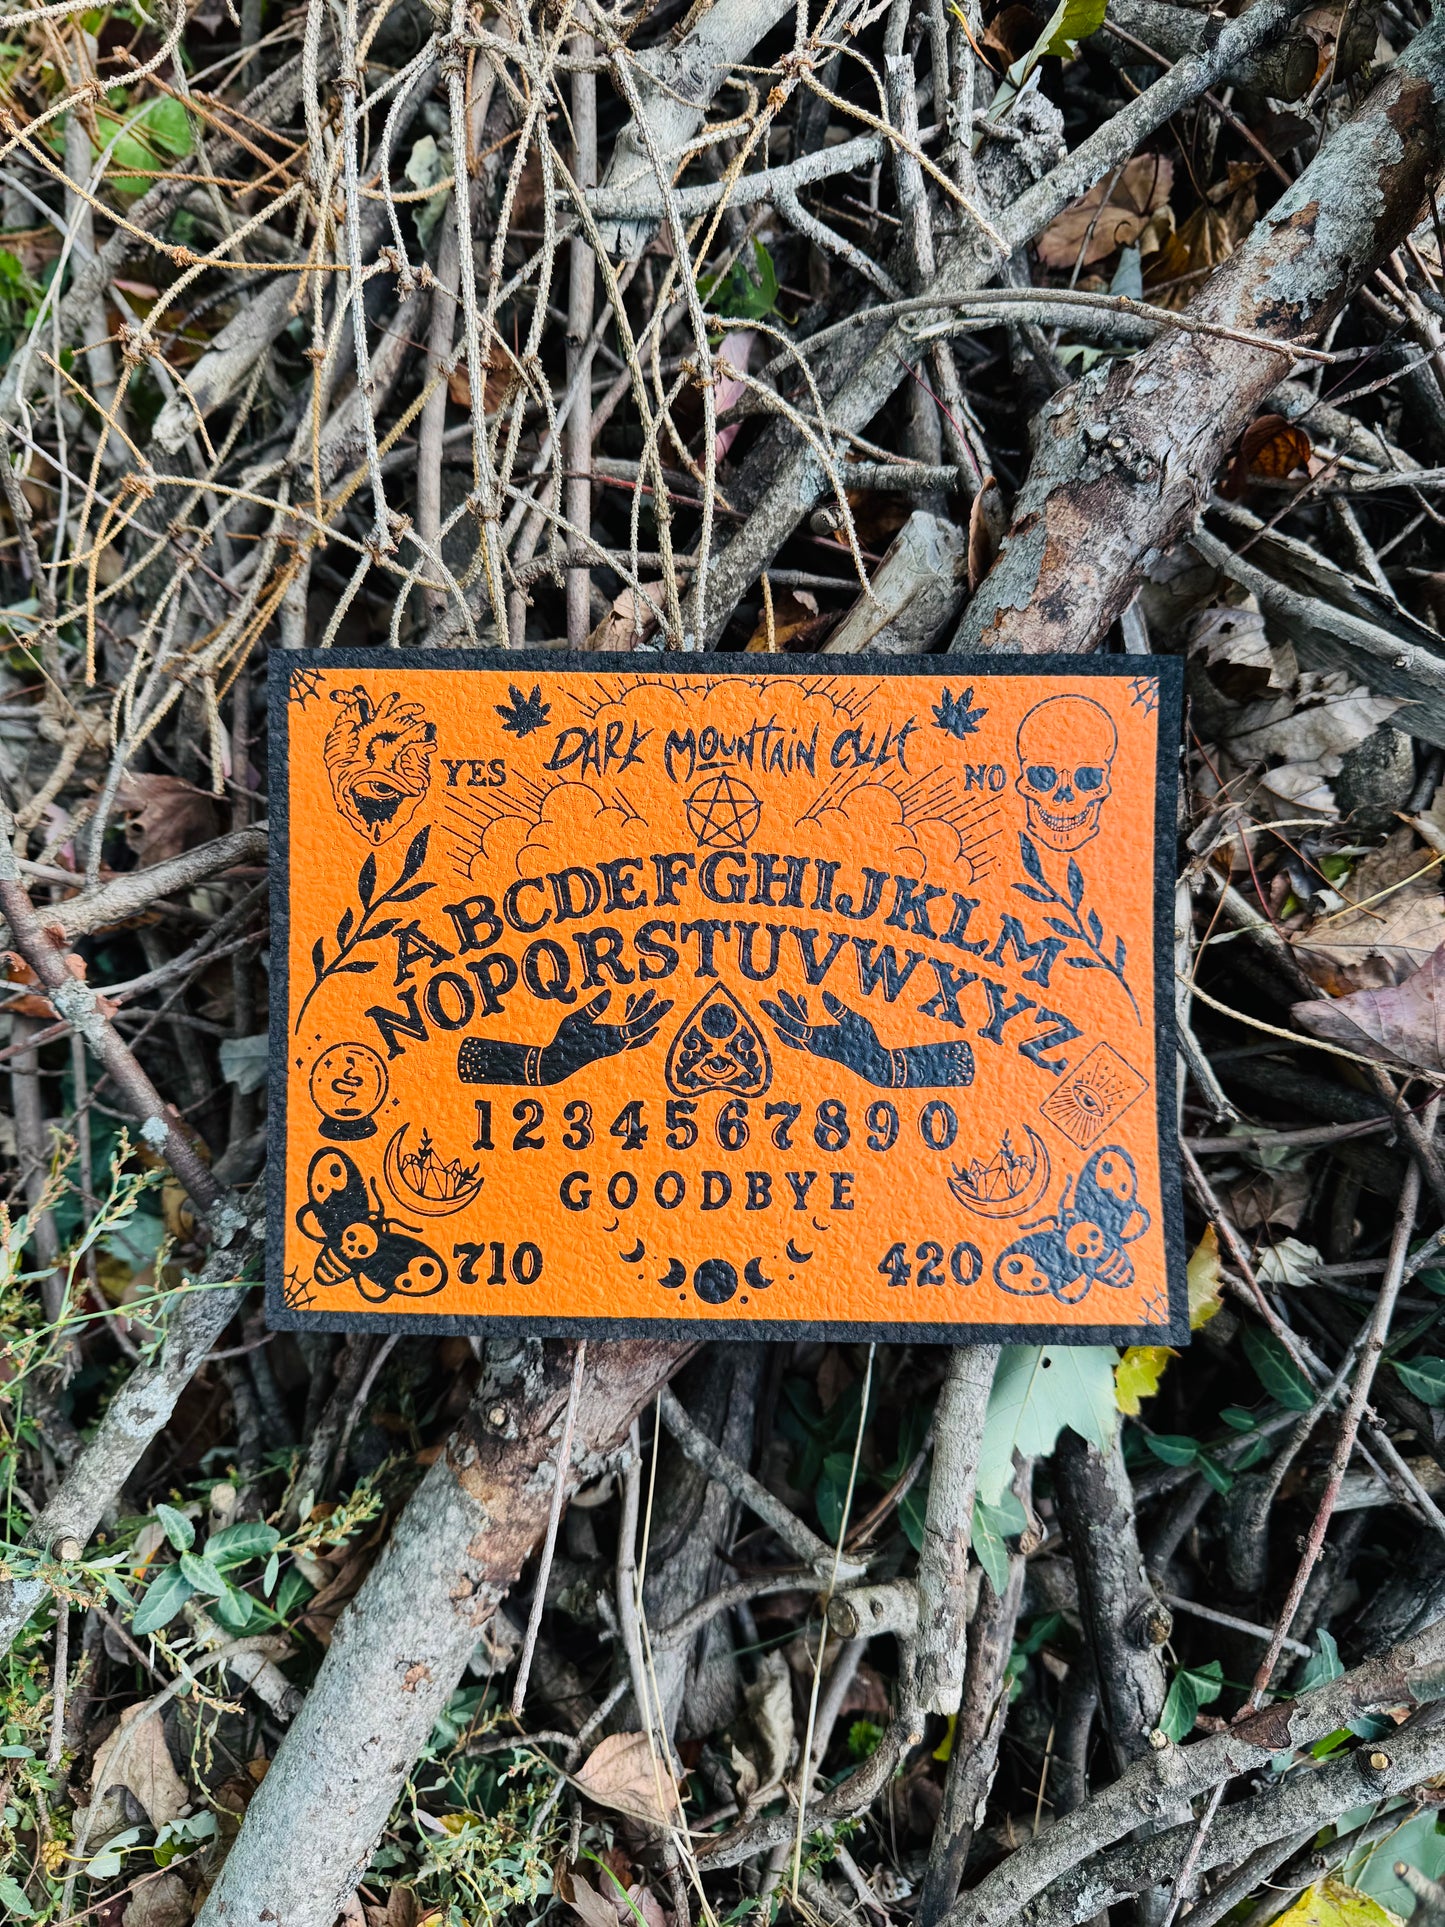 DARK MOUNTAIN CULT
YES
NO
ABCDEFGHIJKLM
NOPQRSTUVWXYZ
1234567890
GOODBYE
710
420